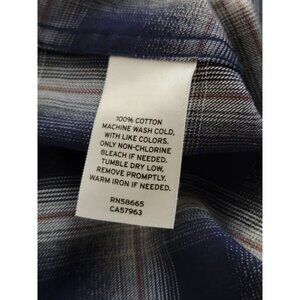 100% COTTON
MACHINE WASH COLD,
WITH LIKE COLORS.
ONLY NON-CHLORINE
BLEACH IF NEEDED.
TUMBLE DRY LOW,
REMOVE PROMPTLY.
WARM IRON IF NEEDED.
RN58665
CA57963